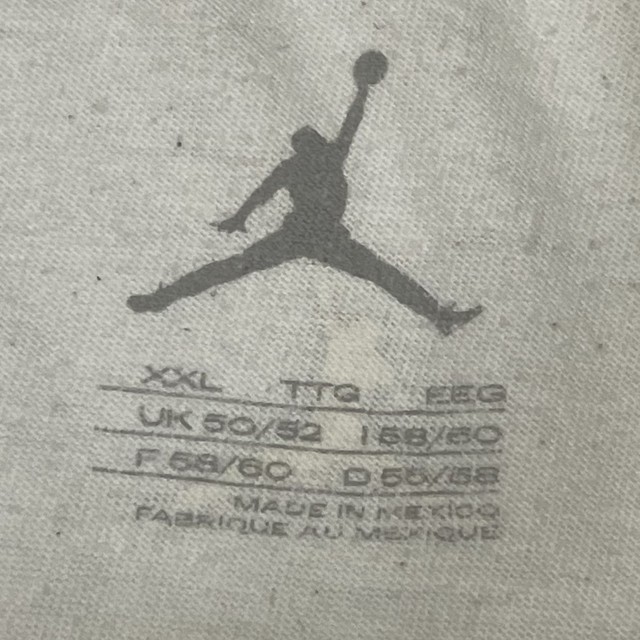 XXL TTG EEG
UK 50/52 I 58/60
F 58/60 D 56/58
MADE IN MEXICO
FABRIQUE AU MEXIQUE